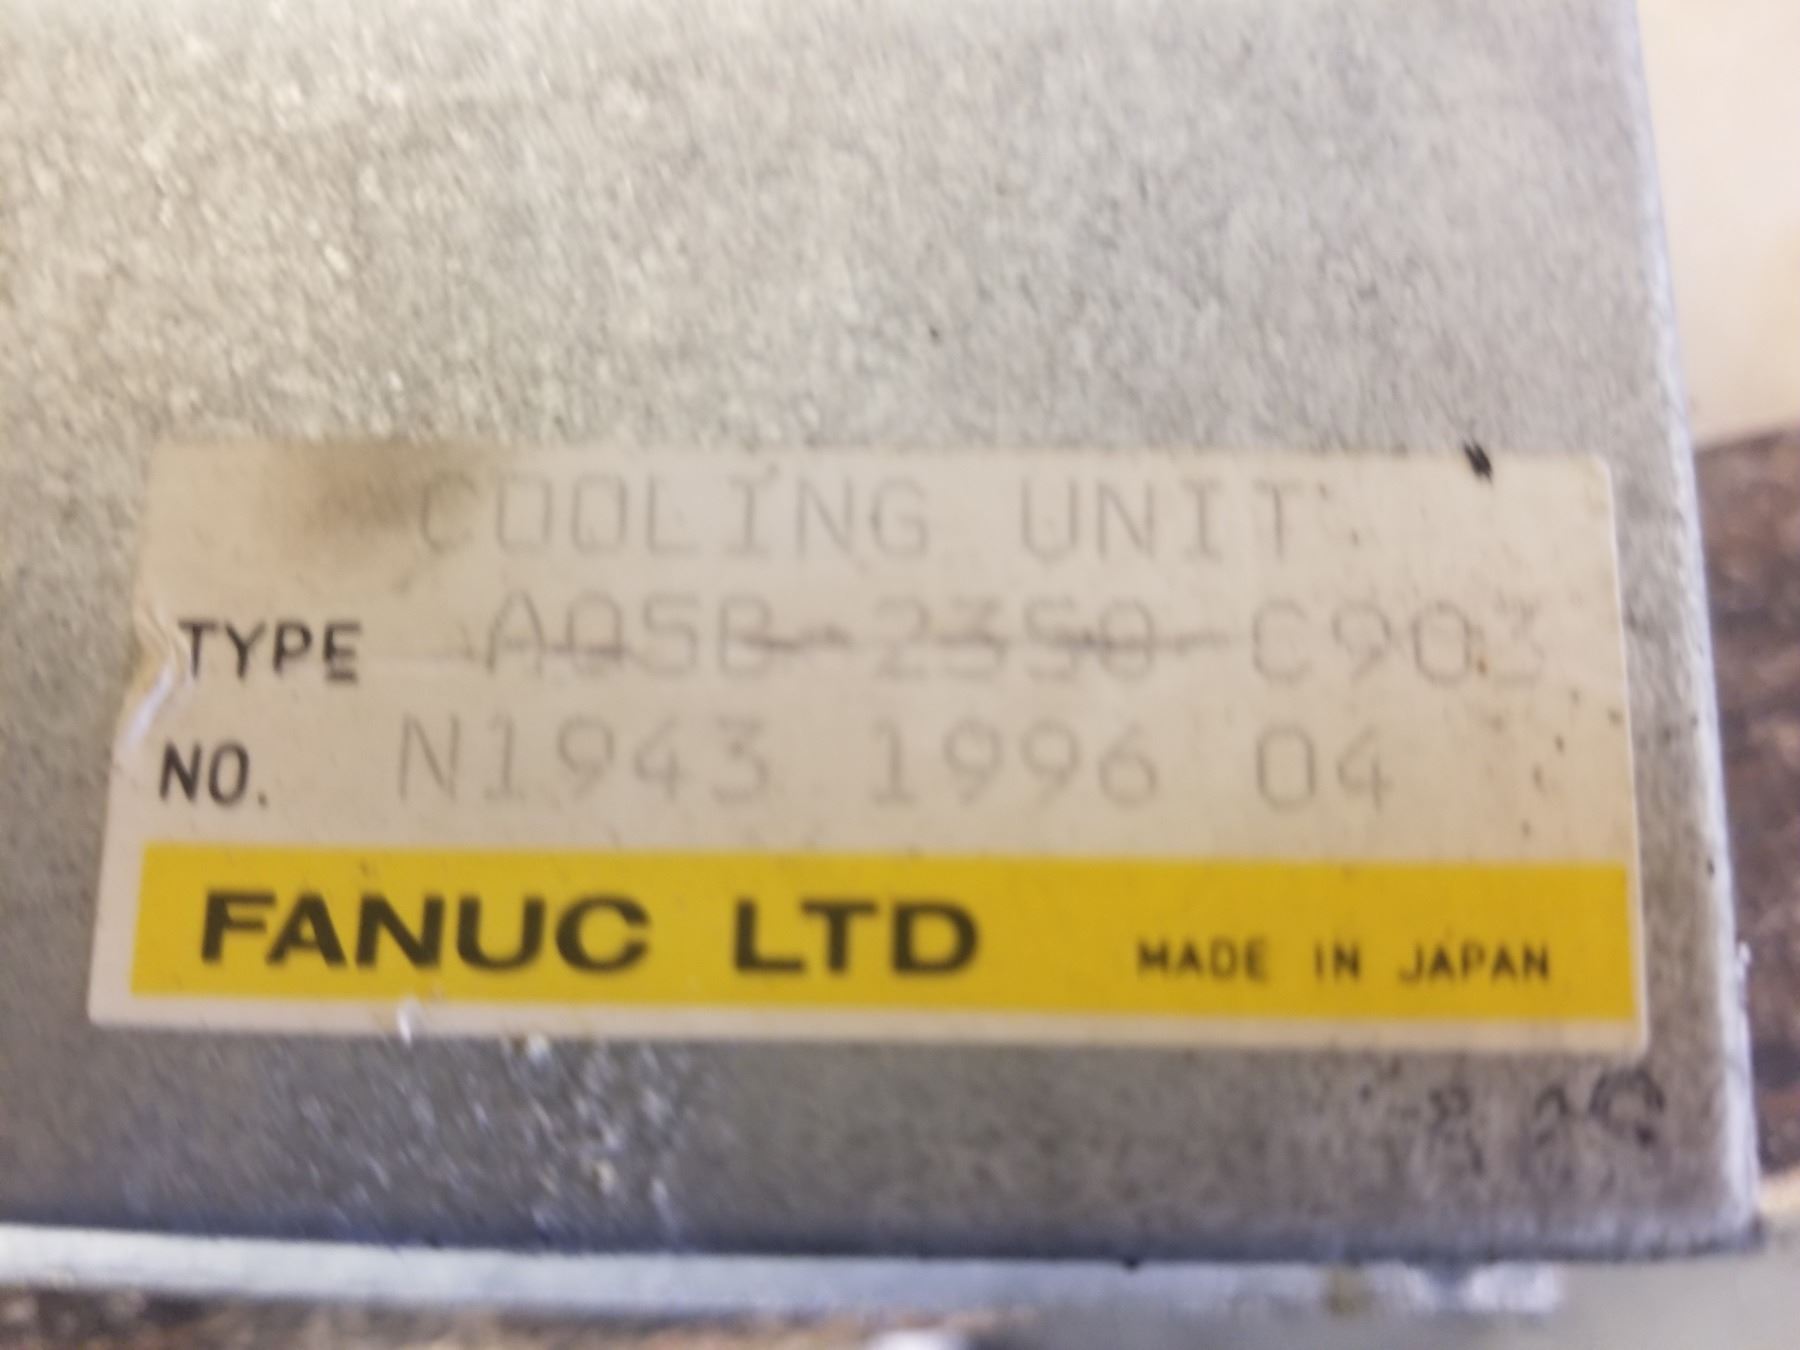 COOLING UNIT
TYPE A05B-2350-C903
NO. N1943 1996 04
FANUC LTD MADE IN JAPAN